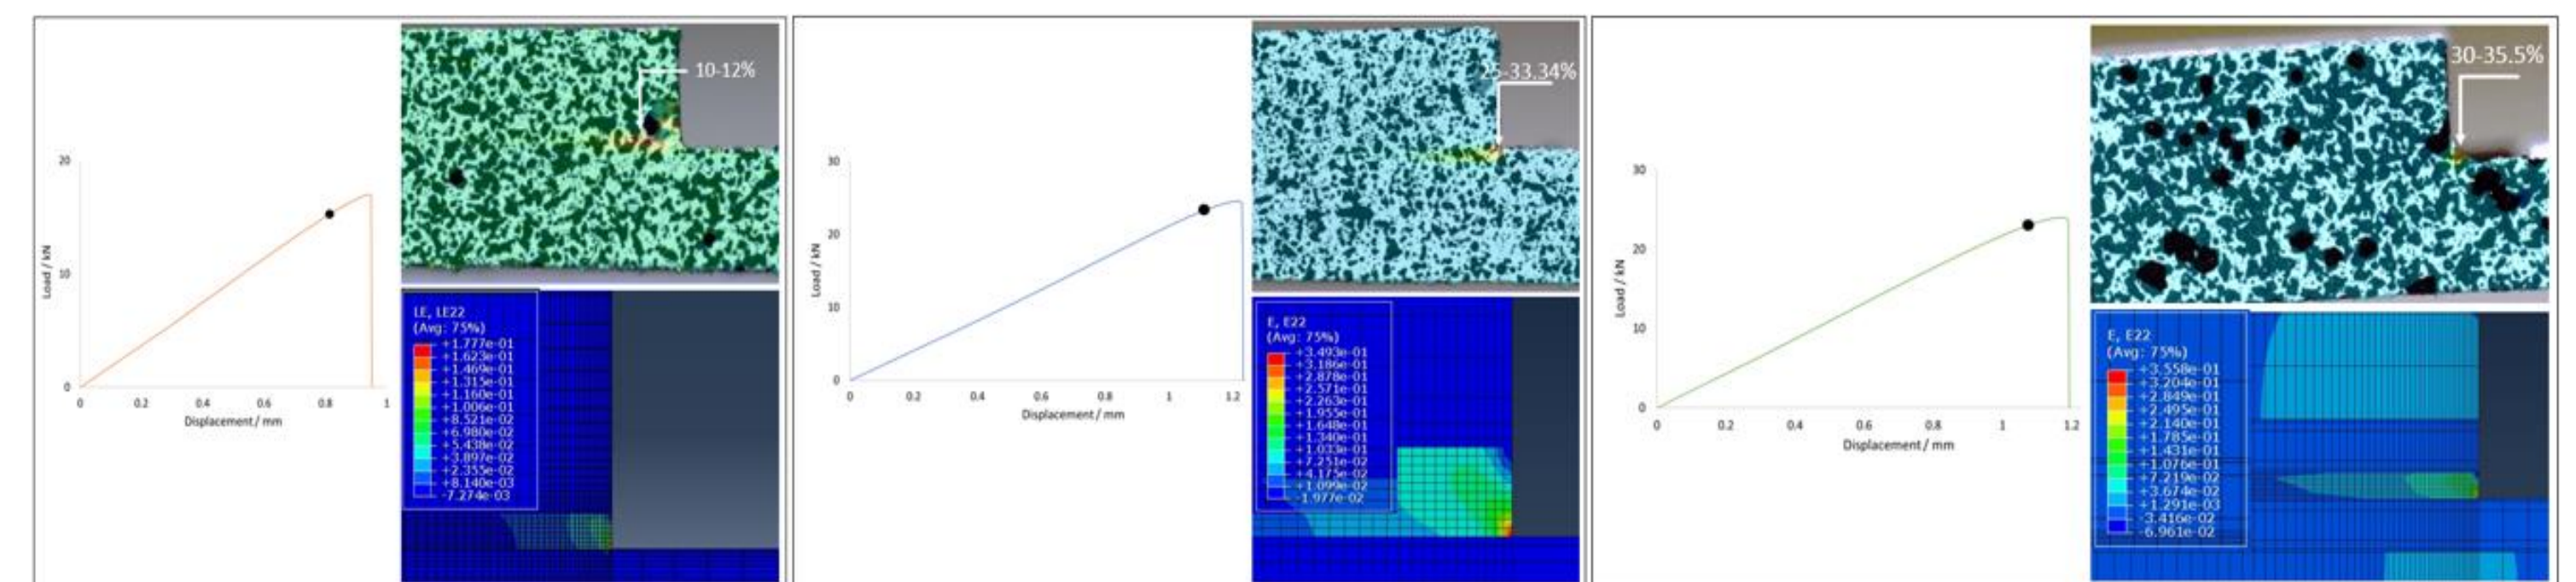 10-12%
20
10
0
Load / kN
0 0.2 0.4 0.6 0.8 1
Displacement / mm
LE, LE22
(Avg: 75%)
+1.777e-01
+1.623e-01
+1.469e-01
+1.315e-01
+1.160e-01
+1.006e-01
+8.521e-02
+6.980e-02
+5.438e-02
+3.897e-02
+2.355e-02
+8.140e-03
-7.274e-03
25-33.34%
30
20
10
0
Load / kN
0 0.2 0.4 0.6 0.8 1 1.2
Displacement / mm
E, E22
(Avg: 75%)
+3.493e-01
+3.186e-01
+2.878e-01
+2.571e-01
+2.263e-01
+1.955e-01
+1.648e-01
+1.340e-01
+1.033e-01
+7.251e-02
+4.175e-02
+1.099e-02
-1.977e-02
30-35.5%
30
20
10
0
Load / kN
0 0.2 0.4 0.6 0.8 1 1.2
Displacement / mm
E, E22
(Avg: 75%)
+3.558e-01
+3.204e-01
+2.849e-01
+2.495e-01
+2.140e-01
+1.785e-01
+1.431e-01
+1.076e-01
+7.219e-02
+3.674e-02
+1.291e-03
-3.416e-02
-6.961e-02